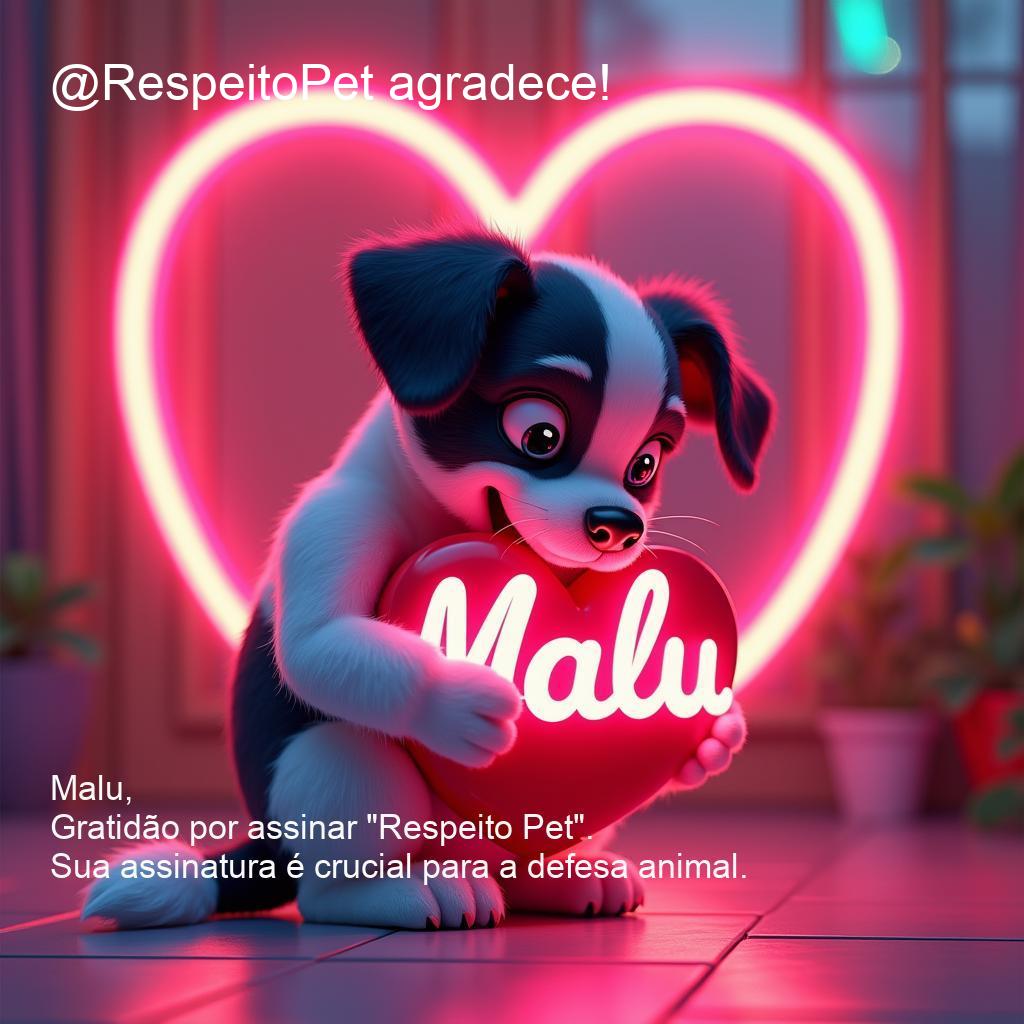 @RespeitoPet agradece!
Malu
Malu,
Gratidão por assinar "Respeito Pet".
Sua assinatura é crucial para a defesa animal.